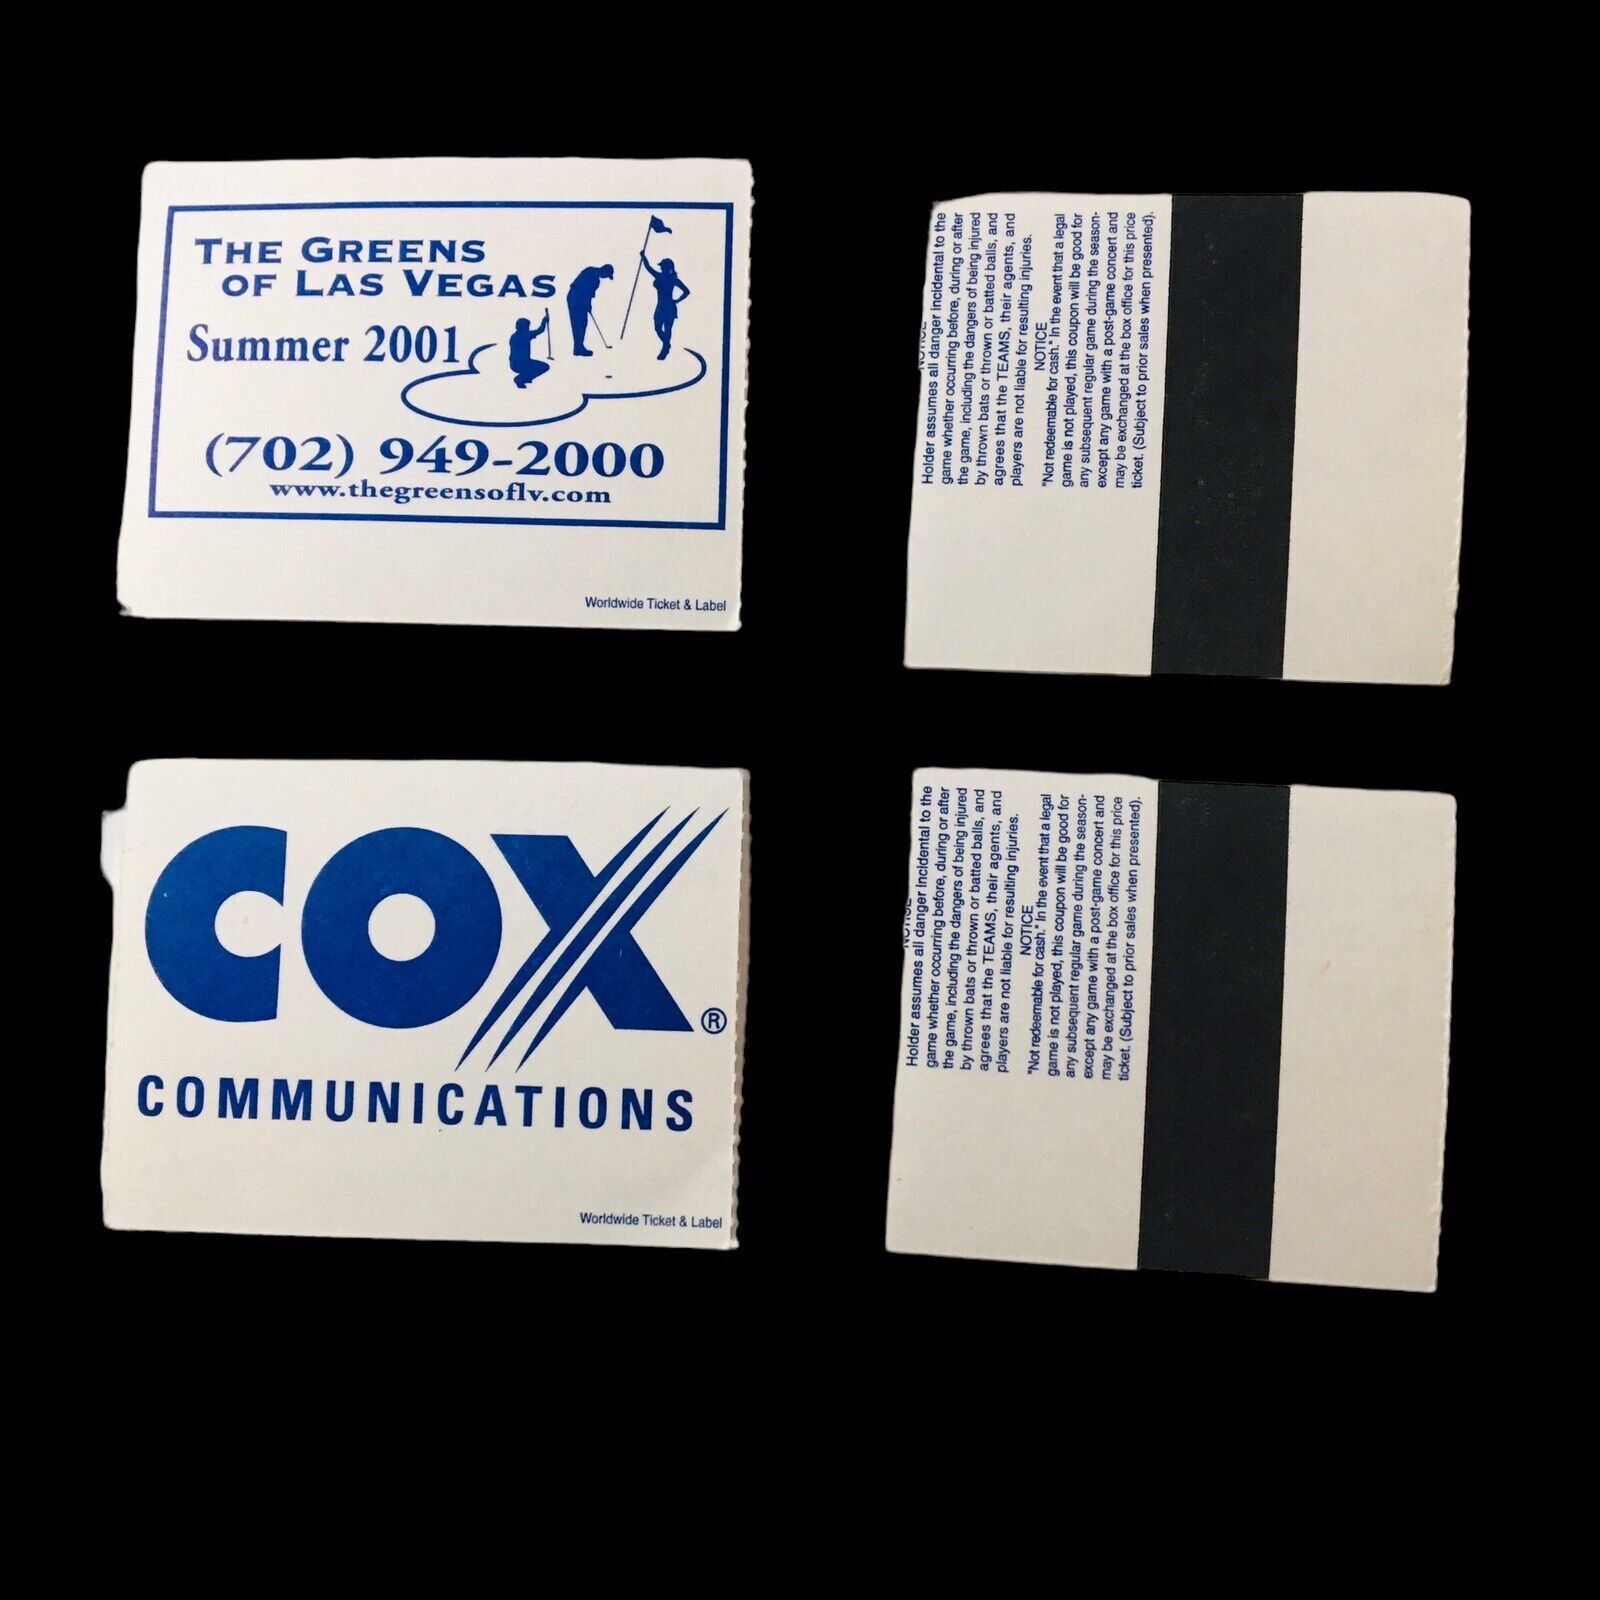 THE GREENS
OF LAS VEGAS
Summer 2001
(702) 949-2000
www.thegreensoflv.com
Worldwide Ticket & Label
NOTICE
Holder assumes all danger incidental to the
game whether occurring before, during or after
the game, including the dangers of being injured
by thrown bats or thrown or batted balls, and
agrees that the TEAMS, their agents, and
players are not liable for resulting injuries.
NOTICE
"Not redeemable for cash." In the event that a legal
game is not played, this coupon will be good for
any subsequent regular game during the season-
except any game with a post-game concert and
may be exchanged at the box office for this price
ticket. (Subject to prior sales when presented).
COX®
COMMUNICATIONS
Worldwide Ticket & Label
NOTICE
Holder assumes all danger incidental to the
game whether occurring before, during or after
the game, including the dangers of being injured
by thrown bats or thrown or batted balls, and
agrees that the TEAMS, their agents, and
players are not liable for resulting injuries.
NOTICE
"Not redeemable for cash." In the event that a legal
game is not played, this coupon will be good for
any subsequent regular game during the season-
except any game with a post-game concert and
may be exchanged at the box office for this price
ticket. (Subject to prior sales when presented).